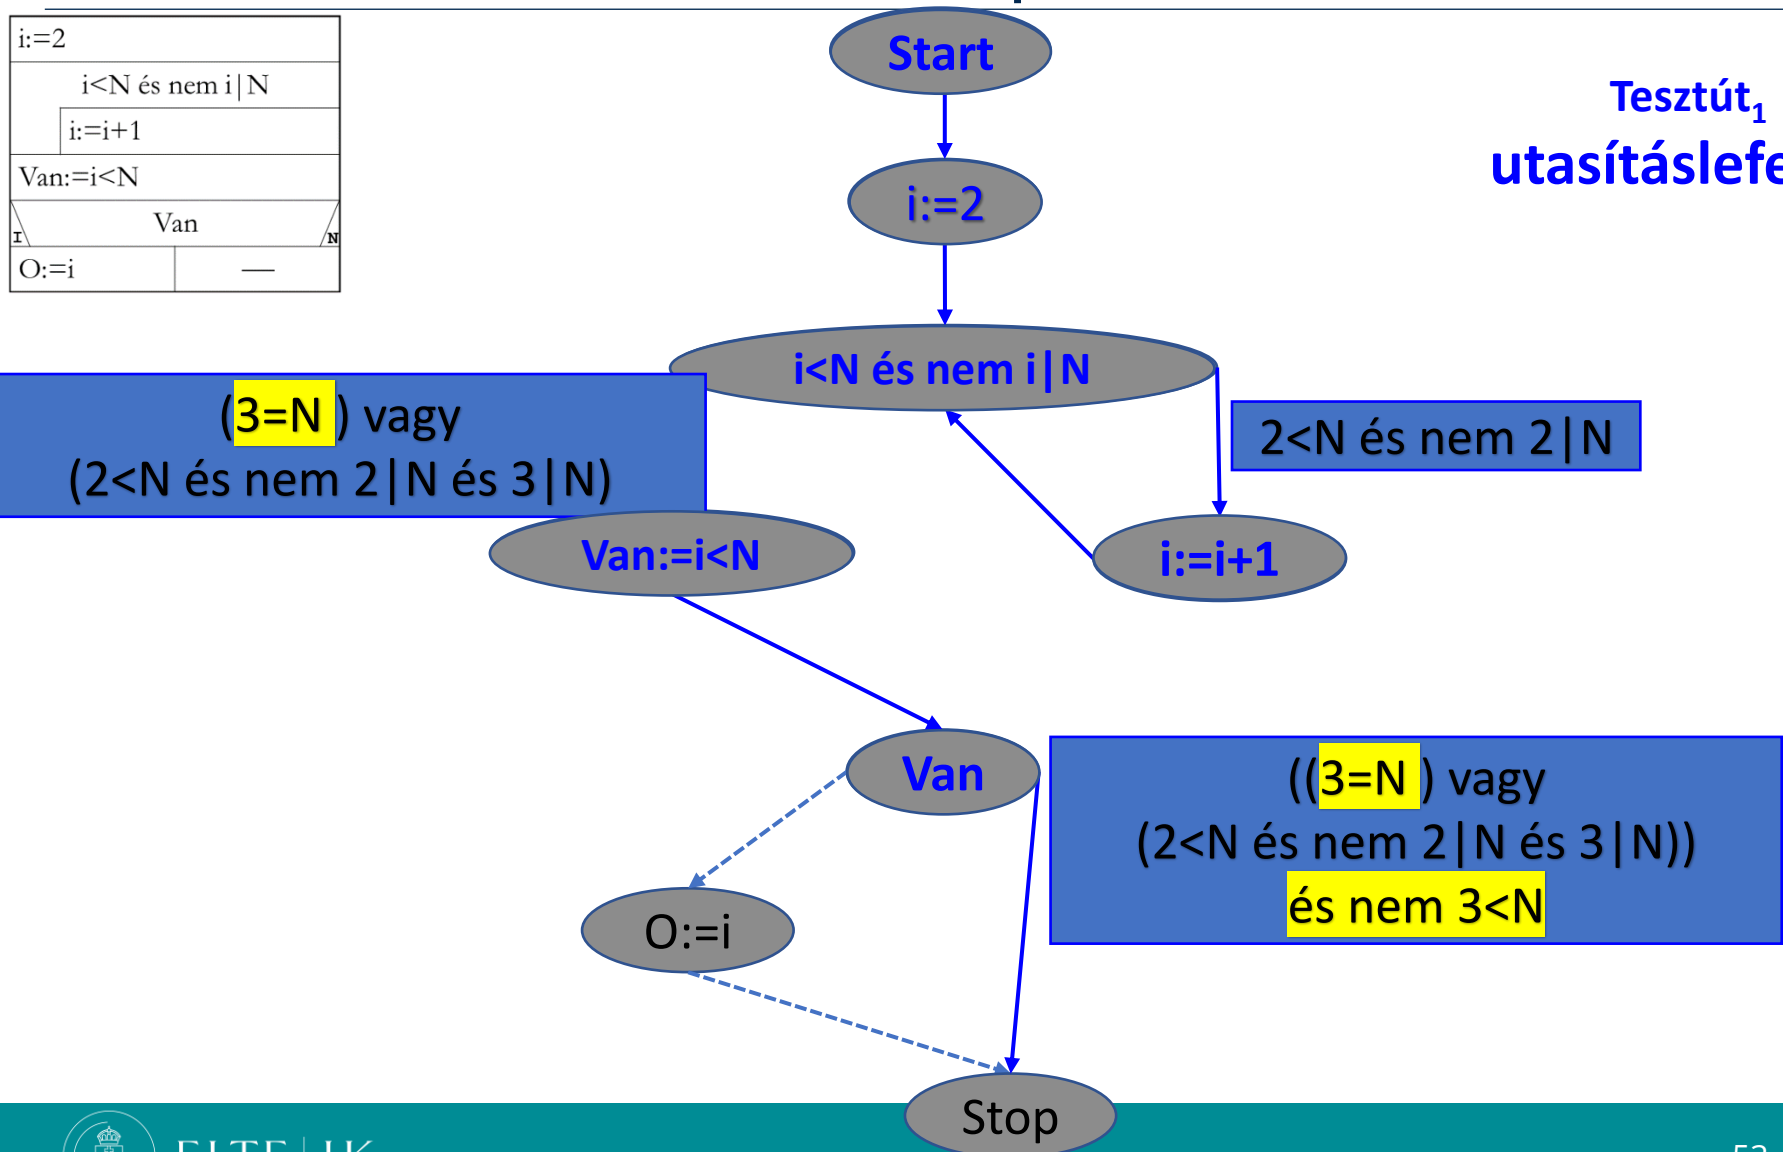 i:=2
i<N és nem i|N
i:=i+1
Van:=i<N
Van
I
N
O:=i
—
Start
Tesztút₁
i:=2
i<N és nem i|N
(3=N ) vagy
(2<N és nem 2|N és 3|N)
2<N és nem 2|N
Van:=i<N
i:=i+1
Van
((3=N ) vagy
(2<N és nem 2|N és 3|N))
és nem 3<N
O:=i
Stop